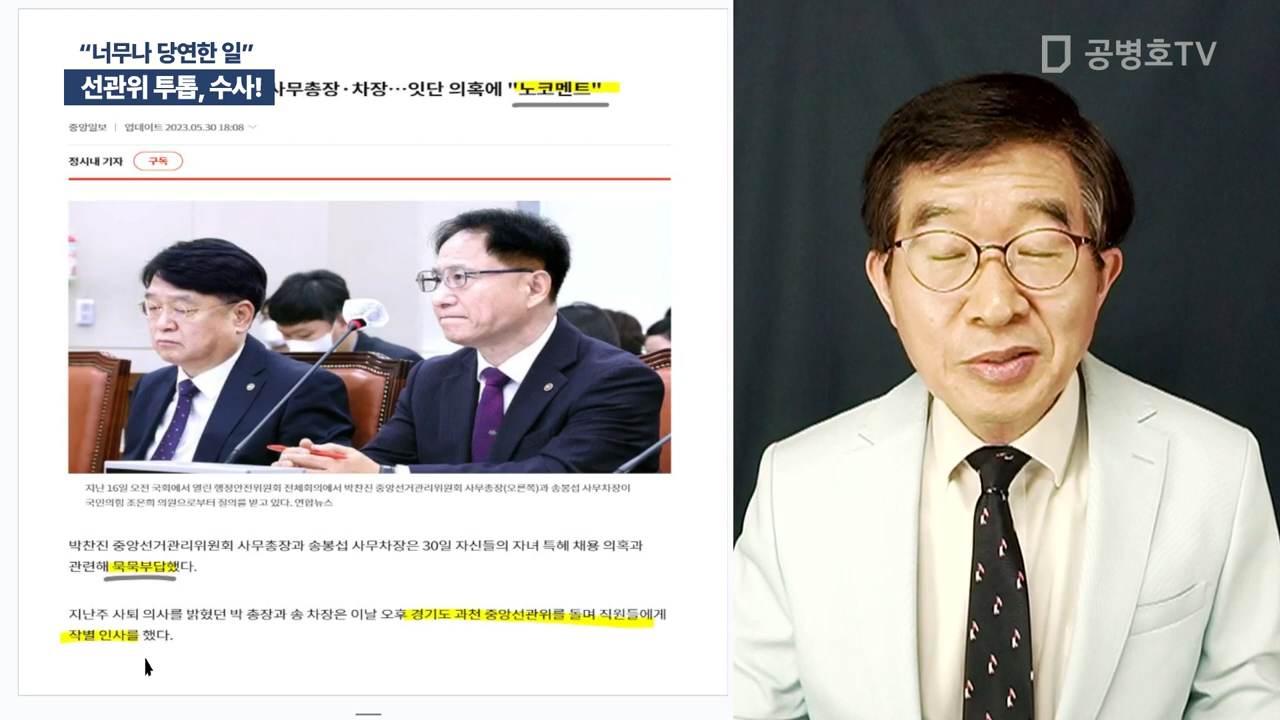 “너무나 당연한 일”
선관위 투톱, 수사!
사무총장·차장…잇단 의혹에 "노코멘트"
중앙일보 | 업데이트 2023.05.30 18:08
정시내 기자 구독
지난 16일 오전 국회에서 열린 행정안전위원회 전체회의에서 박찬진 중앙선거관리위원회 사무총장(오른쪽)과 송봉섭 사무차장이
국민의힘 조은희 의원으로부터 질의를 받고 있다. 연합뉴스
박찬진 중앙선거관리위원회 사무총장과 송봉섭 사무차장은 30일 자신들의 자녀 특혜 채용 의혹과
관련해 묵묵부답했다.
지난주 사퇴 의사를 밝혔던 박 총장과 송 차장은 이날 오후 경기도 과천 중앙선관위를 돌며 직원들에게
작별 인사를 했다.
공병호TV